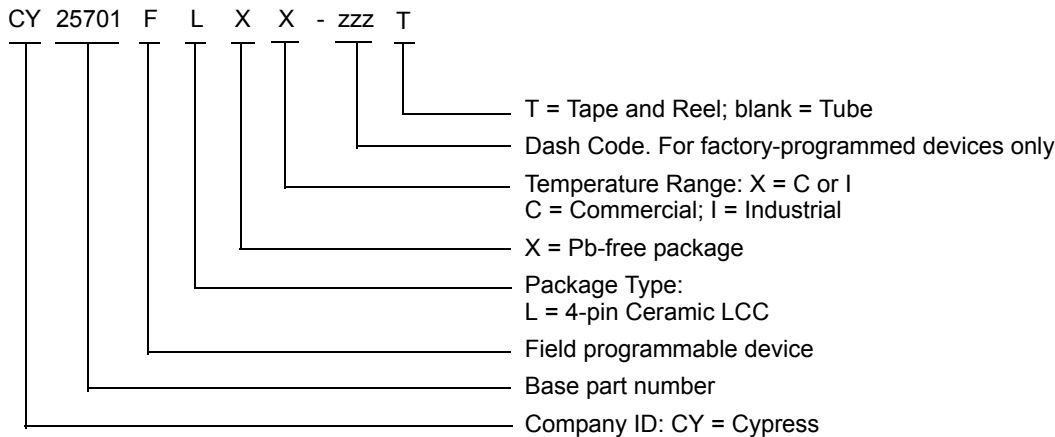 CY 25701 F L X X - zzz T
T = Tape and Reel; blank = Tube
Dash Code. For factory-programmed devices only
Temperature Range: X = C or I
C = Commercial; I = Industrial
X = Pb-free package
Package Type:
L = 4-pin Ceramic LCC
Field programmable device
Base part number
Company ID: CY = Cypress